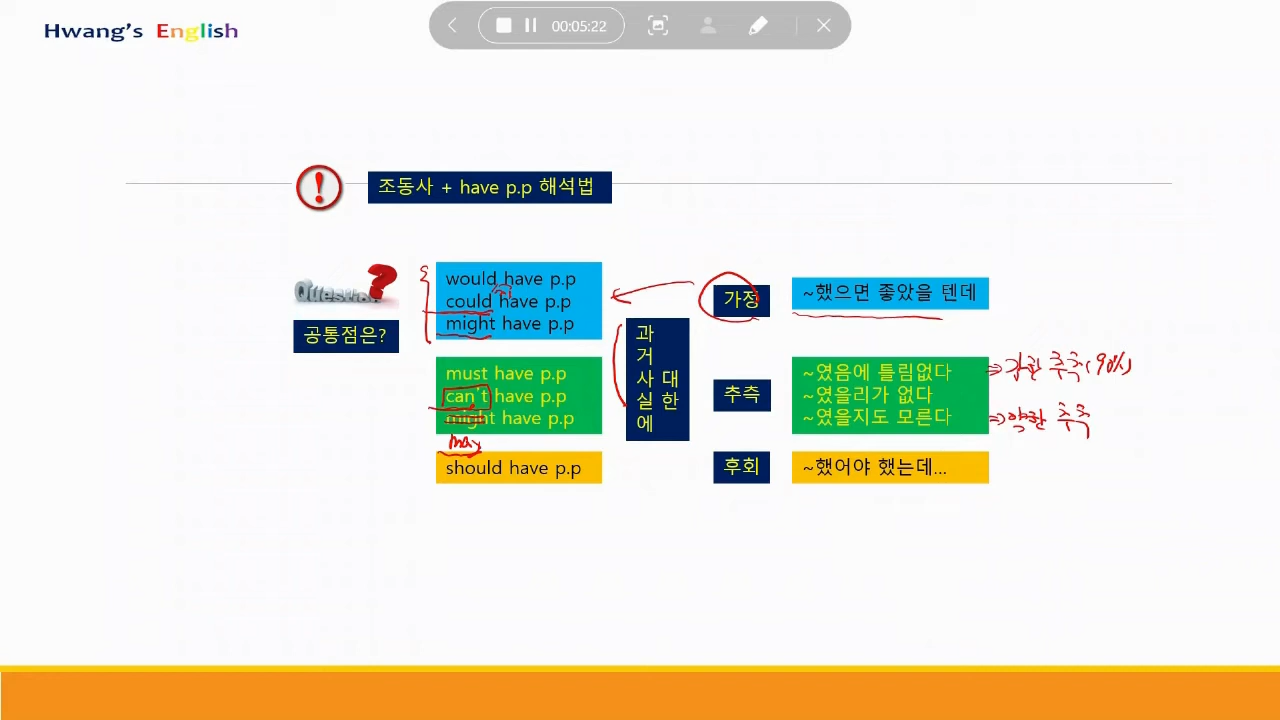 Hwang's English
00:05:22
조동사 + have p.p 해석법
Question
공통점은?
would have p.p
could have p.p
might have p.p
must have p.p
can't have p.p
might have p.p
may
should have p.p
과거사실에
대한
가정
추측
후회
~했으면 좋았을 텐데
~였음에 틀림없다
~였을리가 없다
~였을지도 모른다
~했어야 했는데...
⇒ 강한 추측 (90%)
⇒ 약한 추측